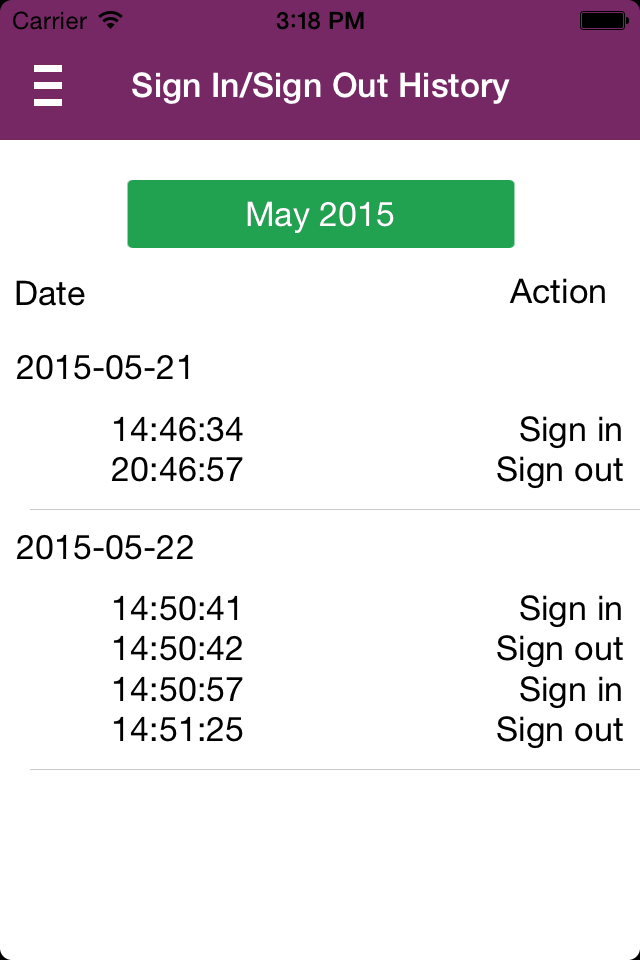 Carrier 3:18 PM
Sign In/Sign Out History
May 2015
Date Action
2015-05-21
14:46:34 Sign in
20:46:57 Sign out
2015-05-22
14:50:41 Sign in
14:50:42 Sign out
14:50:57 Sign in
14:51:25 Sign out